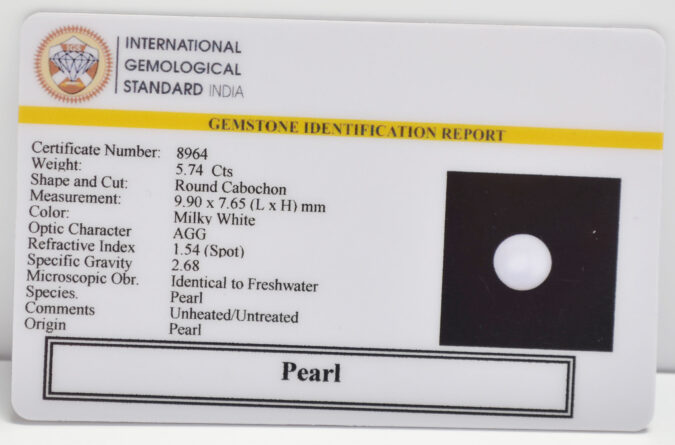 IGS
INTERNATIONAL
GEMOLOGICAL
STANDARD INDIA
GEMSTONE IDENTIFICATION REPORT
Certificate Number: 8964
Weight: 5.74 Cts
Shape and Cut: Round Cabochon
Measurement: 9.90 x 7.65 (L x H) mm
Color: Milky White
Optic Character AGG
Refractive Index 1.54 (Spot)
Specific Gravity 2.68
Microscopic Obr. Identical to Freshwater
Species. Pearl
Comments Unheated/Untreated
Origin Pearl
Pearl